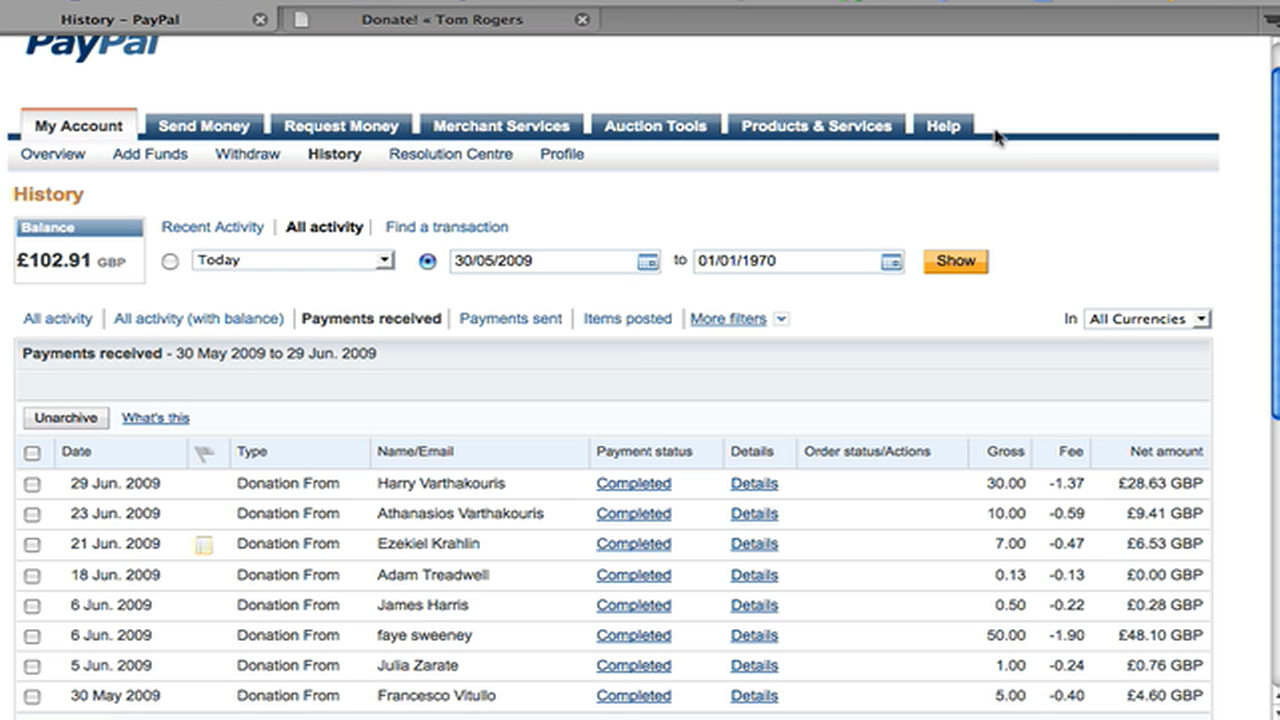 History – PayPal
Donate! « Tom Rogers
PayPal
My Account Send Money Request Money Merchant Services Auction Tools Products & Services Help
Overview Add Funds Withdraw History Resolution Centre Profile
History
Balance
£102.91 GBP
Recent Activity | All activity | Find a transaction
Today 30/05/2009 to 01/01/1970 Show
All activity | All activity (with balance) | Payments received | Payments sent | Items posted | More filters In All Currencies
Payments received - 30 May 2009 to 29 Jun. 2009
Unarchive What's this
Date Type Name/Email Payment status Details Order status/Actions Gross Fee Net amount
29 Jun. 2009 Donation From Harry Varthakouris Completed Details 30.00 -1.37 £28.63 GBP
23 Jun. 2009 Donation From Athanasios Varthakouris Completed Details 10.00 -0.59 £9.41 GBP
21 Jun. 2009 Donation From Ezekiel Krahlin Completed Details 7.00 -0.47 £6.53 GBP
18 Jun. 2009 Donation From Adam Treadwell Completed Details 0.13 -0.13 £0.00 GBP
6 Jun. 2009 Donation From James Harris Completed Details 0.50 -0.22 £0.28 GBP
6 Jun. 2009 Donation From faye sweeney Completed Details 50.00 -1.90 £48.10 GBP
5 Jun. 2009 Donation From Julia Zarate Completed Details 1.00 -0.24 £0.76 GBP
30 May 2009 Donation From Francesco Vitullo Completed Details 5.00 -0.40 £4.60 GBP